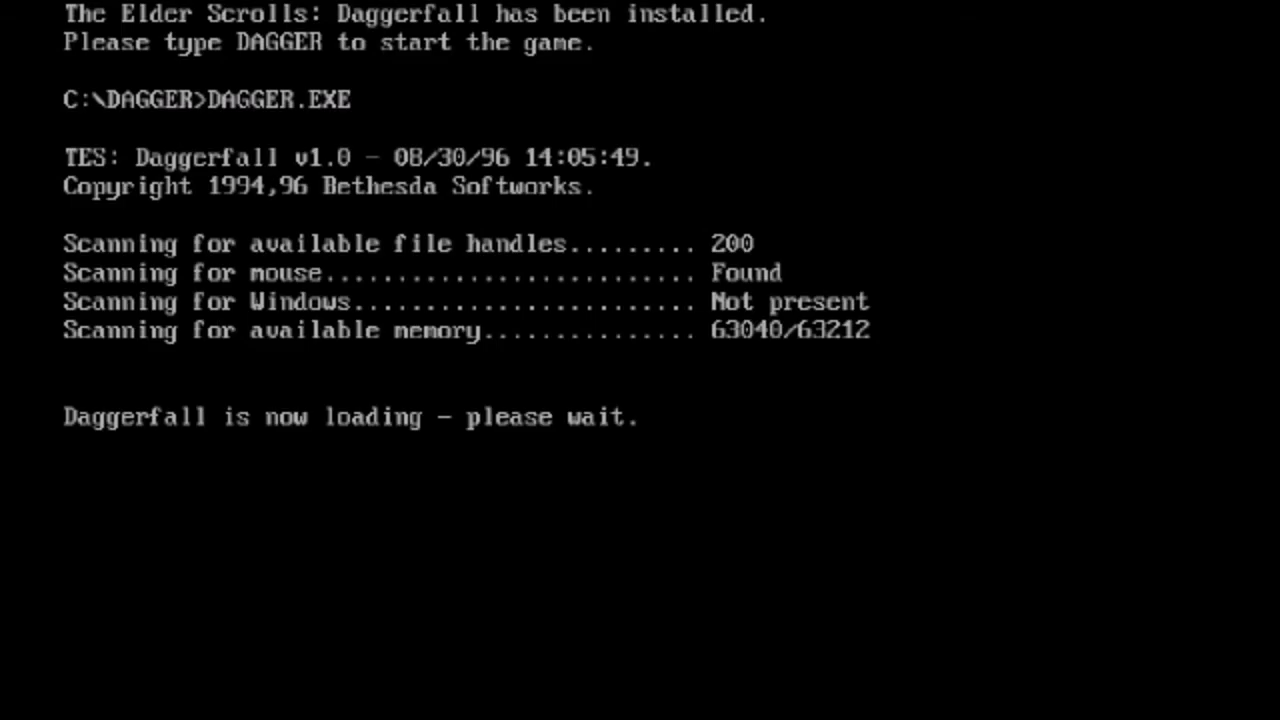 The Elder Scrolls: Daggerfall has been installed.
Please type DAGGER to start the game.
C:\DAGGER>DAGGER.EXE
TES: Daggerfall v1.0 - 08/30/96 14:05:49.
Copyright 1994,96 Bethesda Softworks.
Scanning for available file handles......... 200
Scanning for mouse.......................... Found
Scanning for Windows........................ Not present
Scanning for available memory............... 63040/63212
Daggerfall is now loading - please wait.